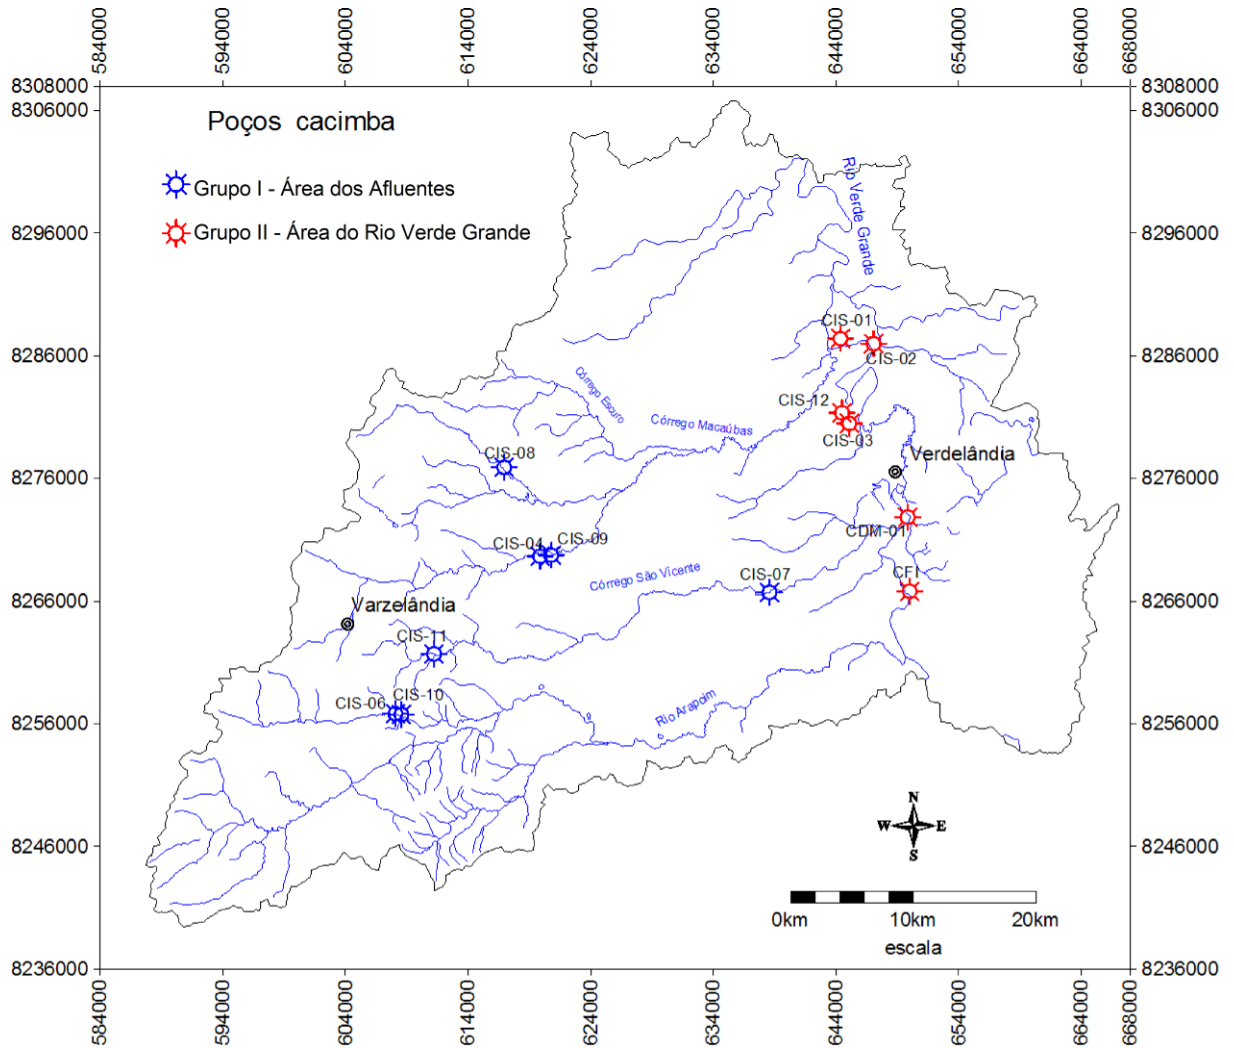 584000
594000
604000
614000
624000
634000
644000
654000
664000
668000
8308000
8308000
8306000
8306000
Poços cacimba
Grupo I - Área dos Afluentes
Grupo II - Área do Rio Verde Grande
Rio Verde Grande
8296000
8296000
CIS-01
8286000
8286000
CIS-02
Córrego Escuro
CIS-12
Córrego Macaúbas
CIS-03
CIS-08
Verdelândia
8276000
8276000
CDM-01
CIS-04
CIS-09
Córrego São Vicente
CIS-07
CFI
8266000
8266000
Varzelândia
CIS-11
CIS-06
CIS-10
Rio Arapoim
8256000
8256000
N
W
E
S
8246000
8246000
0km
10km
20km
escala
8236000
8236000
584000
594000
604000
614000
624000
634000
644000
654000
664000
668000